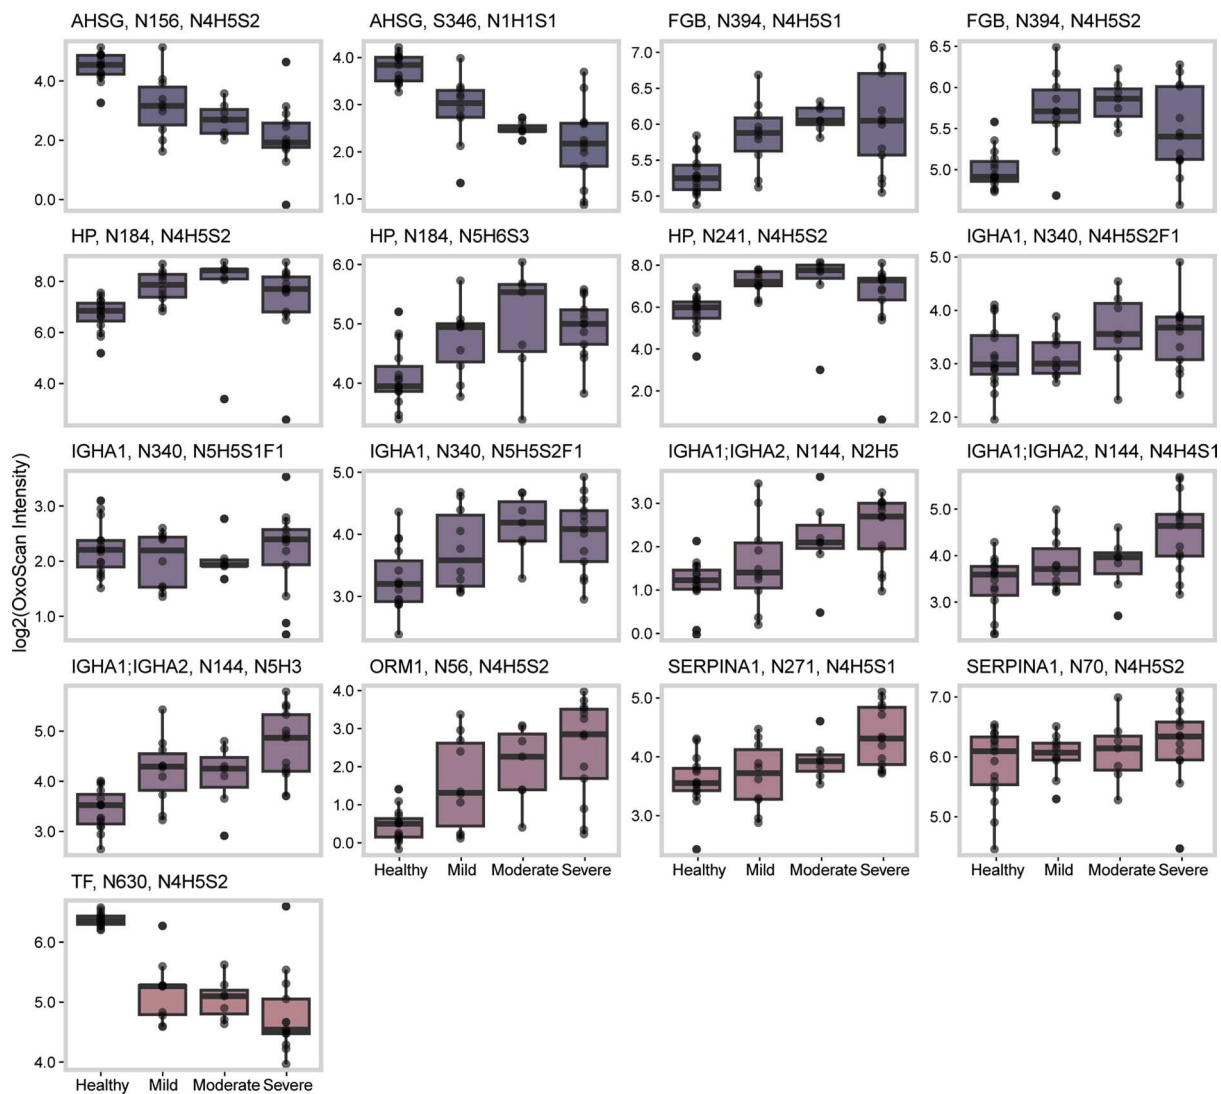 AHSG, N156, N4H5S2
AHSG, S346, N1H1S1
FGB, N394, N4H5S1
FGB, N394, N4H5S2
4.0
2.0
0.0
4.0
3.0
2.0
1.0
7.0
6.5
6.0
5.5
5.0
6.5
6.0
5.5
5.0
HP, N184, N4H5S2
HP, N184, N5H6S3
HP, N241, N4H5S2
IGHA1, N340, N4H5S2F1
8.0
6.0
4.0
6.0
5.0
4.0
8.0
6.0
4.0
2.0
5.0
4.0
3.0
2.0
log2(OxoScan Intensity)
IGHA1, N340, N5H5S1F1
IGHA1, N340, N5H5S2F1
IGHA1;IGHA2, N144, N2H5
IGHA1;IGHA2, N144, N4H4S1
3.0
2.0
1.0
5.0
4.0
3.0
3.0
2.0
1.0
0.0
5.0
4.0
3.0
IGHA1;IGHA2, N144, N5H3
ORM1, N56, N4H5S2
SERPINA1, N271, N4H5S1
SERPINA1, N70, N4H5S2
5.0
4.0
3.0
4.0
3.0
2.0
1.0
0.0
5.0
4.0
3.0
7.0
6.0
5.0
Healthy Mild Moderate Severe
Healthy Mild Moderate Severe
Healthy Mild Moderate Severe
TF, N630, N4H5S2
6.0
5.0
4.0
Healthy Mild Moderate Severe